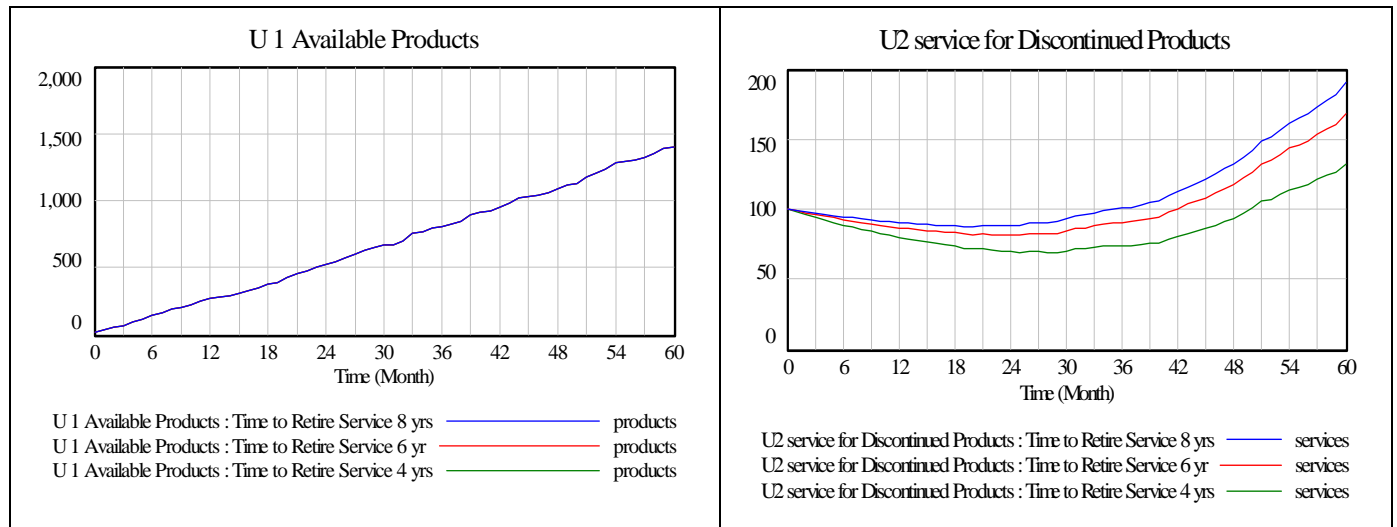 U 1 Available Products
2,000
1,500
1,000
500
0
0 6 12 18 24 30 36 42 48 54 60
Time (Month)
U 1 Available Products : Time to Retire Service 8 yrs products
U 1 Available Products : Time to Retire Service 6 yr products
U 1 Available Products : Time to Retire Service 4 yrs products
U2 service for Discontinued Products
200
150
100
50
0
0 6 12 18 24 30 36 42 48 54 60
Time (Month)
U2 service for Discontinued Products : Time to Retire Service 8 yrs services
U2 service for Discontinued Products : Time to Retire Service 6 yr services
U2 service for Discontinued Products : Time to Retire Service 4 yrs services